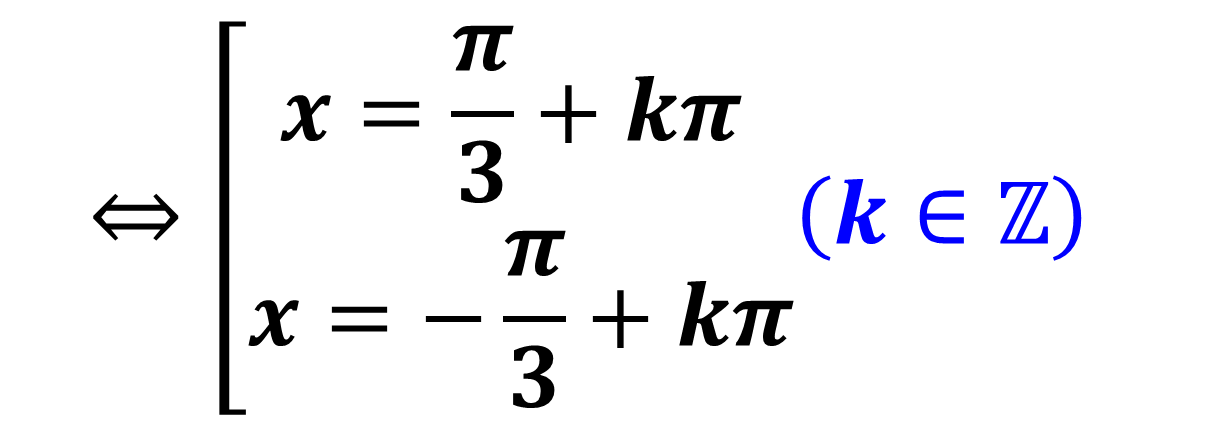 ⇔ [ x = π/3 + kπ
x = −π/3 + kπ (k ∈ ℤ)